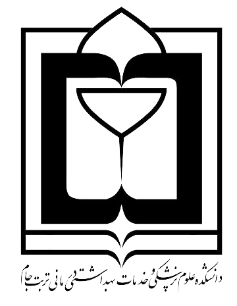 دانشکده علوم پزشکی و خدمات بهداشتی درمانی تربت جام